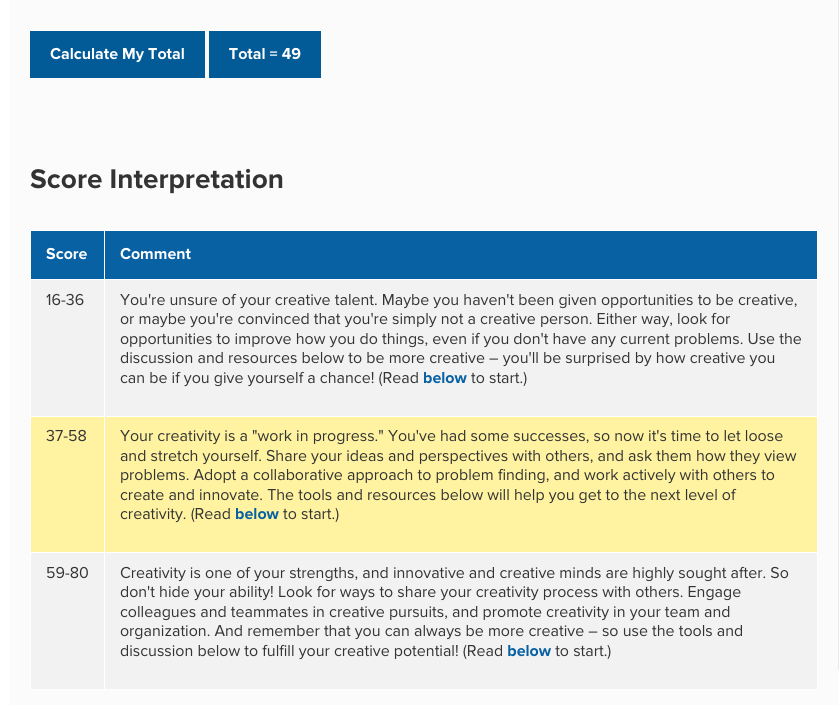 Calculate My Total
Total = 49
Score Interpretation
Score
Comment
16-36
You're unsure of your creative talent. Maybe you haven't been given opportunities to be creative,
or maybe you're convinced that you're simply not a creative person. Either way, look for
opportunities to improve how you do things, even if you don't have any current problems. Use the
discussion and resources below to be more creative – you'll be surprised by how creative you
can be if you give yourself a chance! (Read below to start.)
37-58
Your creativity is a "work in progress." You've had some successes, so now it's time to let loose
and stretch yourself. Share your ideas and perspectives with others, and ask them how they view
problems. Adopt a collaborative approach to problem finding, and work actively with others to
create and innovate. The tools and resources below will help you get to the next level of
creativity. (Read below to start.)
59-80
Creativity is one of your strengths, and innovative and creative minds are highly sought after. So
don't hide your ability! Look for ways to share your creativity process with others. Engage
colleagues and teammates in creative pursuits, and promote creativity in your team and
organization. And remember that you can always be more creative – so use the tools and
discussion below to fulfill your creative potential! (Read below to start.)